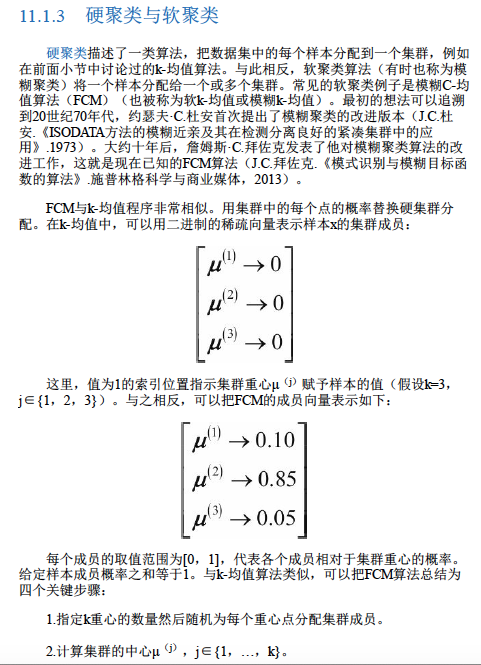 11.1.3 硬聚类与软聚类
硬聚类描述了一类算法，把数据集中的每个样本分配到一个集群，例如
在前面小节中讨论过的k-均值算法。与此相反，软聚类算法（有时也称为模
糊聚类）将一个样本分配给一个或多个集群。常见的软聚类例子是模糊C-均
值算法（FCM）（也被称为软k-均值或模糊k-均值）。最初的想法可以追溯
到20世纪70年代，约瑟夫·C.杜安首次提出了模糊聚类的改进版本（J.C.杜
安.《ISODATA方法的模糊近亲及其在检测分离良好的紧凑集群中的应
用》.1973）。大约十年后，詹姆斯·C.拜佐克发表了他对模糊聚类算法的改
进工作，这就是现在已知的FCM算法（J.C.拜佐克.《模式识别与模糊目标函
数的算法》.施普林格科学与商业媒体，2013）。
FCM与k-均值程序非常相似。用集群中的每个点的概率替换硬集群分
配。在k-均值中，可以用二进制的稀疏向量表示样本x的集群成员：
μ⁽¹⁾ → 0
μ⁽²⁾ → 0
μ⁽³⁾ → 0
这里，值为1的索引位置指示集群重心μ⁽ʲ⁾赋予样本的值（假设k=3，
j∈{1，2，3}）。与之相反，可以把FCM的成员向量表示如下：
μ⁽¹⁾ → 0.10
μ⁽²⁾ → 0.85
μ⁽³⁾ → 0.05
每个成员的取值范围为[0，1]，代表各个成员相对于集群重心的概率。
给定样本成员概率之和等于1。与k-均值算法类似，可以把FCM算法总结为
四个关键步骤：
1.指定k重心的数量然后随机为每个重心点分配集群成员。
2.计算集群的中心μ⁽ʲ⁾，j∈{1，…，k}。